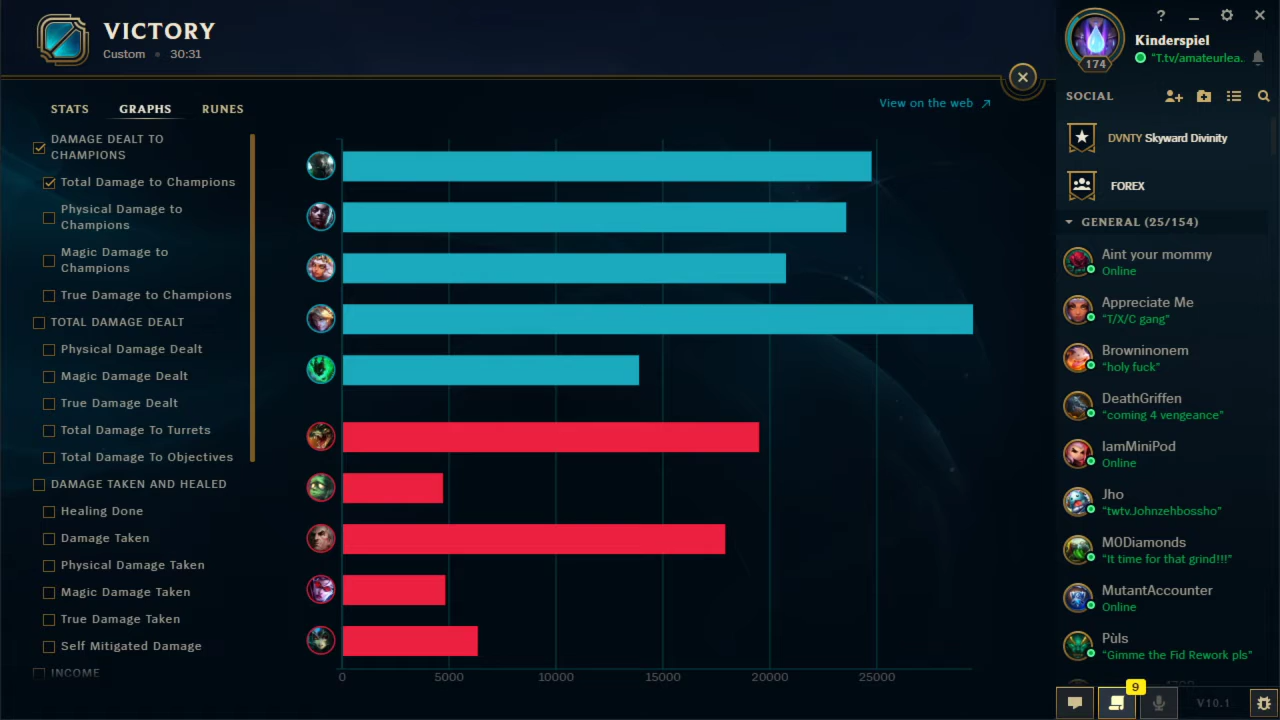 VICTORY
Custom • 30:31
STATS
GRAPHS
RUNES
View on the web
DAMAGE DEALT TO
CHAMPIONS
Total Damage to Champions
Physical Damage to
Champions
Magic Damage to
Champions
True Damage to Champions
TOTAL DAMAGE DEALT
Physical Damage Dealt
Magic Damage Dealt
True Damage Dealt
Total Damage To Turrets
Total Damage To Objectives
DAMAGE TAKEN AND HEALED
Healing Done
Damage Taken
Physical Damage Taken
Magic Damage Taken
True Damage Taken
Self Mitigated Damage
INCOME
0
5000
10000
15000
20000
25000
?
174
Kinderspiel
"T.tv/amateurlea.
SOCIAL
DVNTY Skyward Divinity
FOREX
GENERAL (25/154)
Aint your mommy
Online
Appreciate Me
"T/X/C gang"
Browninonem
"holy fuck"
DeathGriffen
"coming 4 vengeance"
IamMiniPod
Online
Jho
"twtv.Johnzehbossho"
M0Diamonds
"It time for that grind!!!"
MutantAccounter
Online
Pùls
"Gimme the Fid Rework pls"
9
V10.1